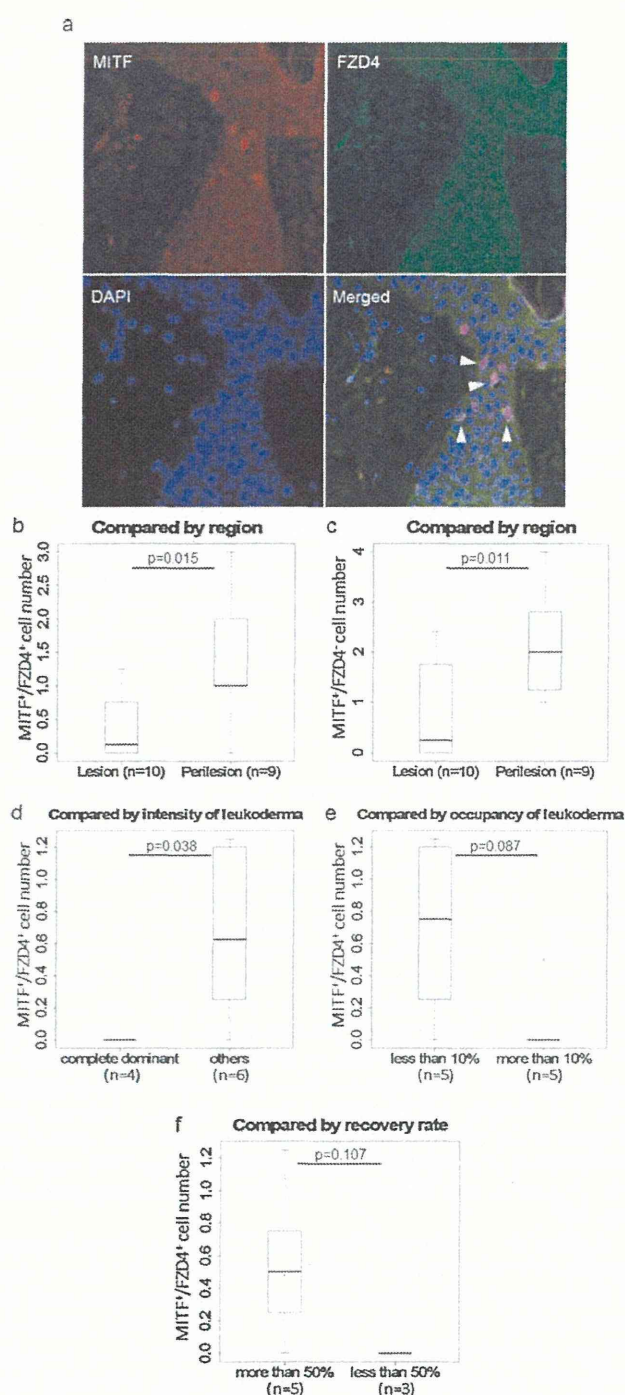 a
MITF
FZD4
DAPI
Merged
b
Compared by region
MITF⁺/FZD4⁺ cell number
0.0 0.5 1.0 1.5 2.0 2.5 3.0
p=0.015
Lesion (n=10) Perilesion (n=9)
c
Compared by region
MITF⁺/FZD4⁻ cell number
0 1 2 3 4
p=0.011
Lesion (n=10) Perilesion (n=9)
d
Compared by intensity of leukoderma
MITF⁺/FZD4⁺ cell number
0.0 0.2 0.4 0.6 0.8 1.0 1.2
p=0.038
complete dominant others
(n=4) (n=6)
e
Compared by occupancy of leukoderma
MITF⁺/FZD4⁺ cell number
0.0 0.2 0.4 0.6 0.8 1.0 1.2
p=0.087
less than 10% more than 10%
(n=5) (n=5)
f
Compared by recovery rate
MITF⁺/FZD4⁺ cell number
0.0 0.2 0.4 0.6 0.8 1.0 1.2
p=0.107
more than 50% less than 50%
(n=5) (n=3)